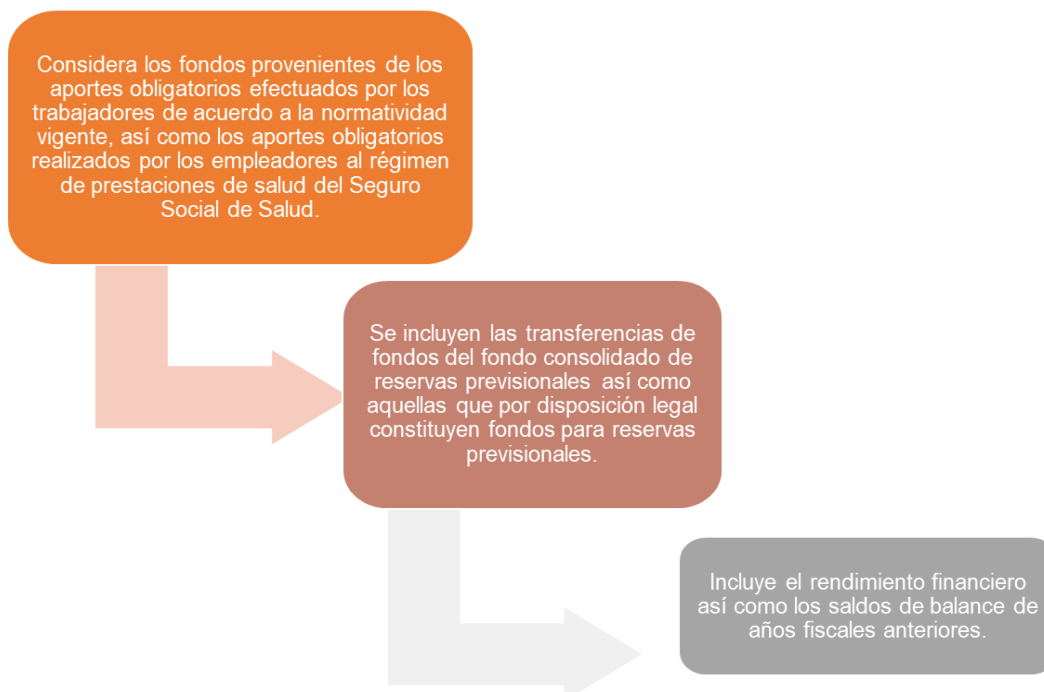 Considera los fondos provenientes de los
aportes obligatorios efectuados por los
trabajadores de acuerdo a la normatividad
vigente, así como los aportes obligatorios
realizados por los empleadores al régimen
de prestaciones de salud del Seguro
Social de Salud.
Se incluyen las transferencias de
fondos del fondo consolidado de
reservas previsionales así como
aquellas que por disposición legal
constituyen fondos para reservas
previsionales.
Incluye el rendimiento financiero
así como los saldos de balance de
años fiscales anteriores.